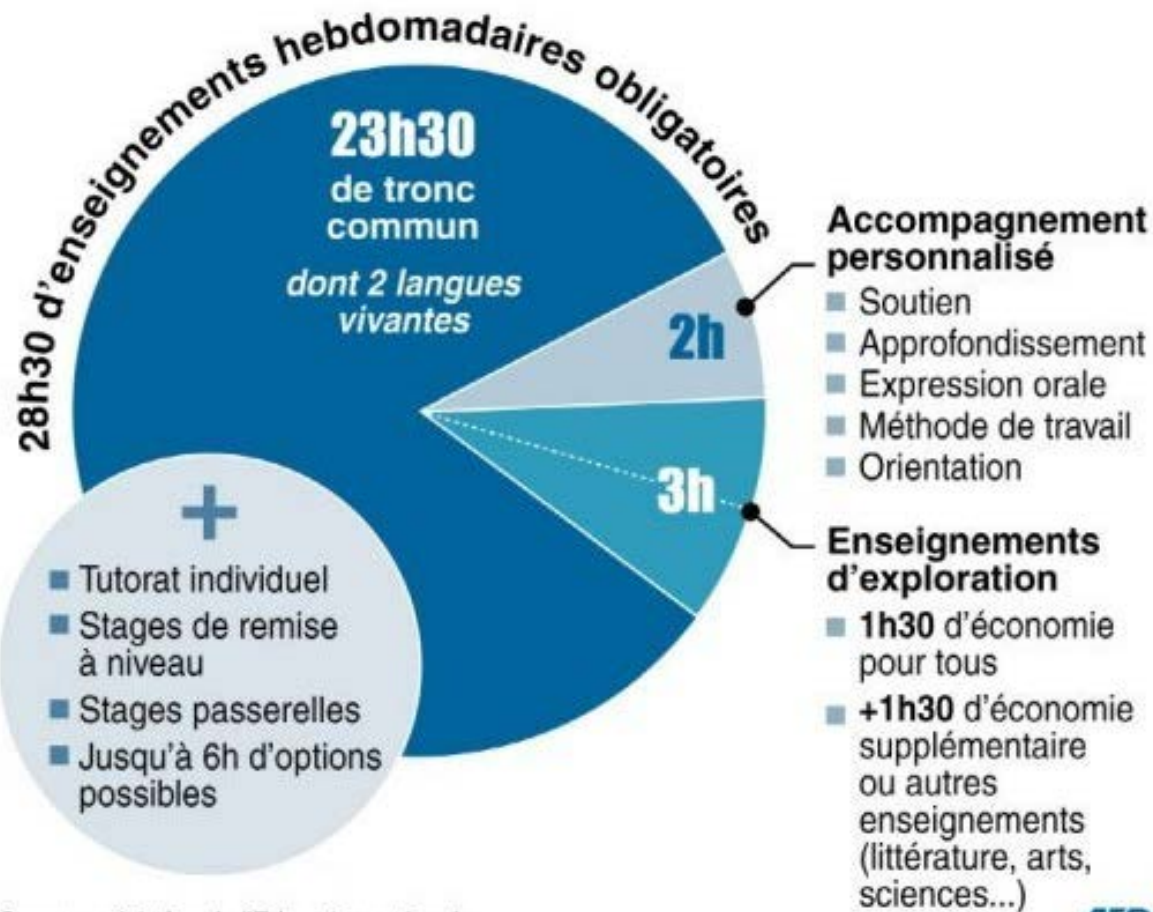 28h30 d'enseignements hebdomadaires obligatoires
23h30
de tronc
commun
dont 2 langues
vivantes
2h
3h
Accompagnement
personnalisé
Soutien
Approfondissement
Expression orale
Méthode de travail
Orientation
Enseignements
d'exploration
1h30 d'économie
pour tous
+1h30 d'économie
supplémentaire
ou autres
enseignements
(littérature, arts,
sciences...)
+
Tutorat individuel
Stages de remise
à niveau
Stages passerelles
Jusqu'à 6h d'options
possibles